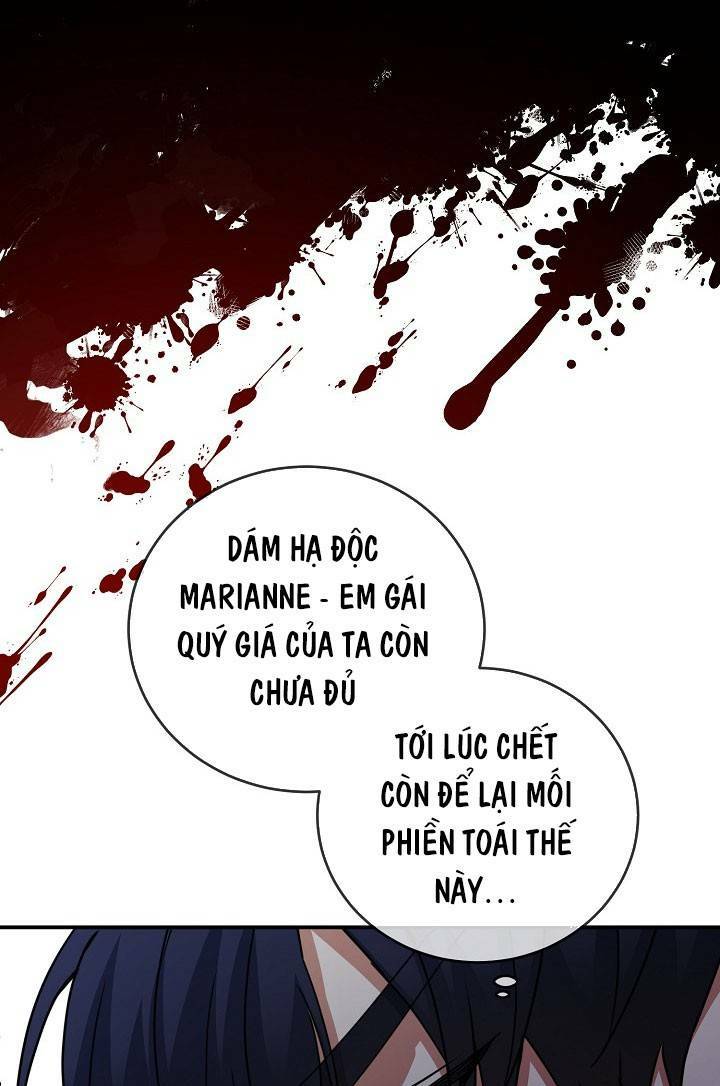 DÁM HẠ ĐỘC
MARIANNE - EM GÁI
QUÝ GIÁ CỦA TA CÒN
CHƯA ĐỦ
TỚI LÚC CHẾT
CÒN ĐỂ LẠI MỐI
PHIỀN TOÁI THẾ
NÀY...